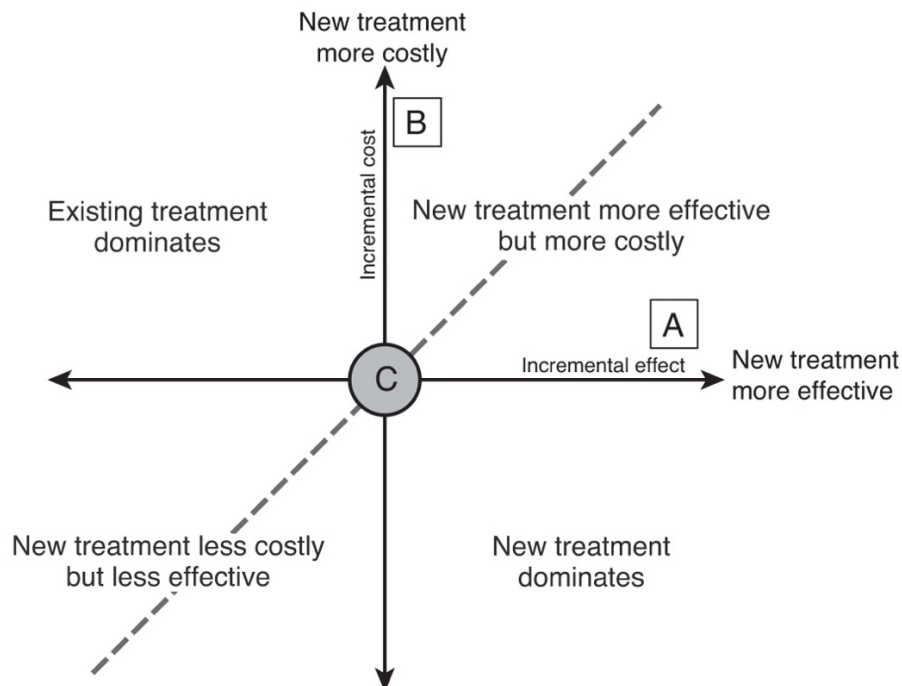 New treatment
more costly
B
Incremental cost
Existing treatment
dominates
New treatment more effective
but more costly
A
C
Incremental effect
New treatment
more effective
New treatment less costly
but less effective
New treatment
dominates